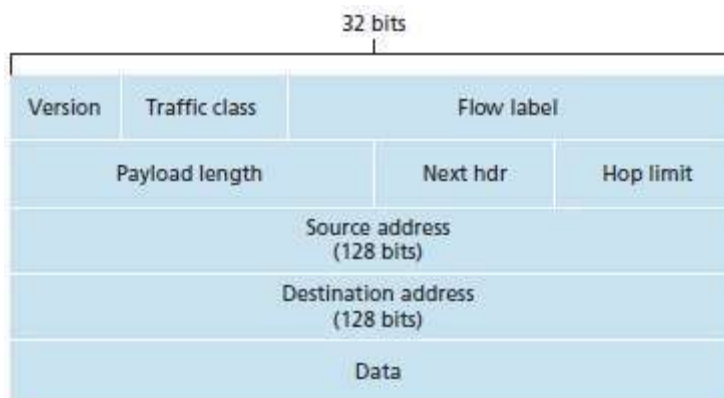 32 bits
Version Traffic class Flow label
Payload length Next hdr Hop limit
Source address
(128 bits)
Destination address
(128 bits)
Data